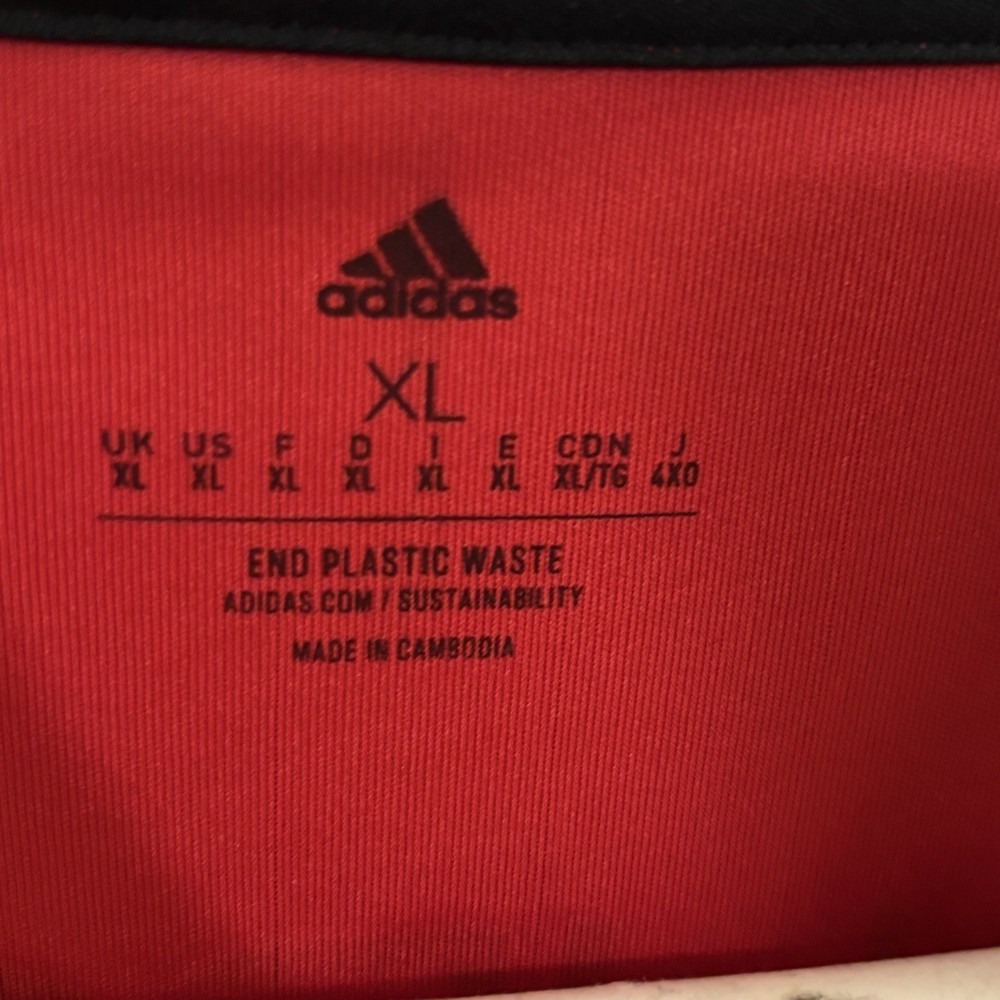 adidas
XL
UK US F D I E CDN J
XL XL XL XL XL XL XL/TG 4XO
END PLASTIC WASTE
ADIDAS.COM / SUSTAINABILITY
MADE IN CAMBODIA